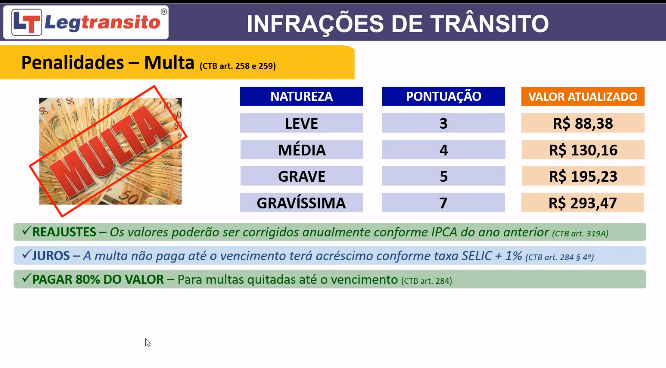 LT Legtransito®
INFRAÇÕES DE TRÂNSITO
Penalidades – Multa (CTB art. 258 e 259)
MULTA
50
NATUREZA PONTUAÇÃO VALOR ATUALIZADO
LEVE 3 R$ 88,38
MÉDIA 4 R$ 130,16
GRAVE 5 R$ 195,23
GRAVÍSSIMA 7 R$ 293,47
✓REAJUSTES – Os valores poderão ser corrigidos anualmente conforme IPCA do ano anterior (CTB art. 319A)
✓JUROS – A multa não paga até o vencimento terá acréscimo conforme taxa SELIC + 1% (CTB art. 284 § 4º)
✓PAGAR 80% DO VALOR – Para multas quitadas até o vencimento (CTB art. 284)